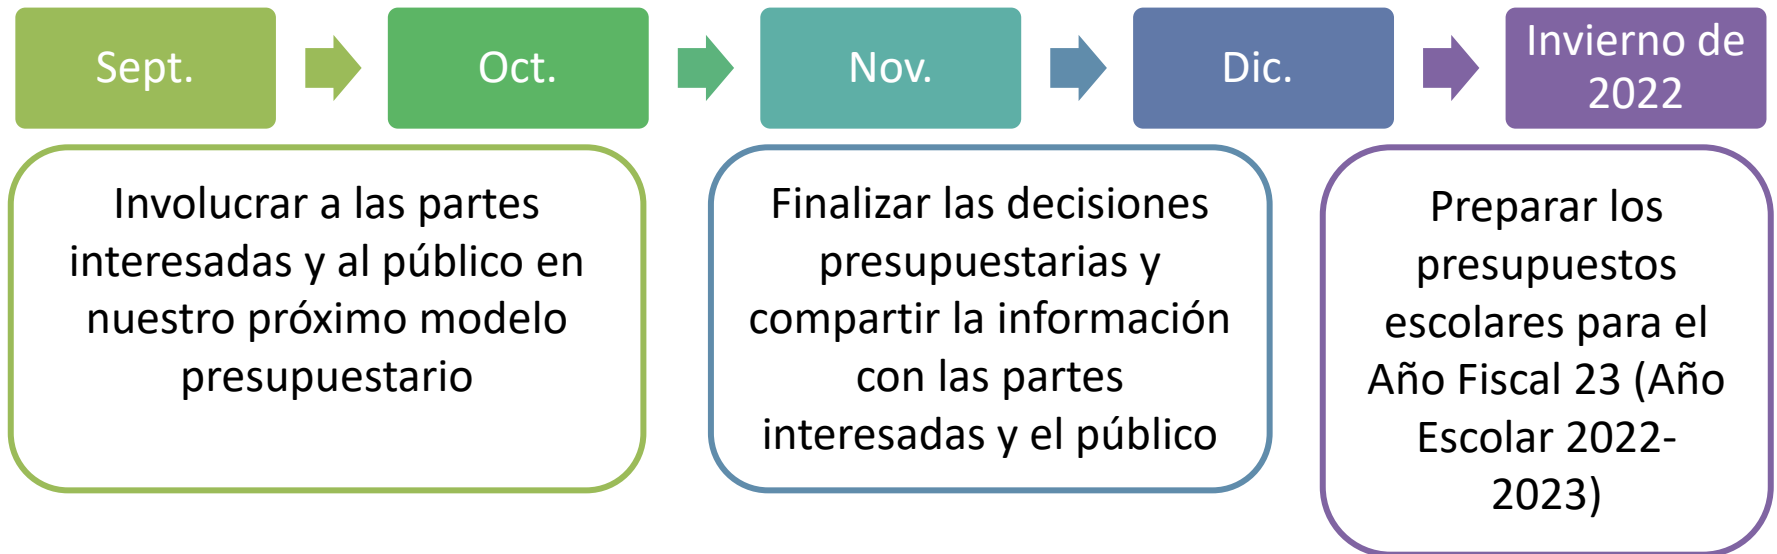 Sept.
Oct.
Nov.
Dic.
Invierno de
2022
Involucrar a las partes
interesadas y al público en
nuestro próximo modelo
presupuestario
Finalizar las decisiones
presupuestarias y
compartir la información
con las partes
interesadas y el público
Preparar los
presupuestos
escolares para el
Año Fiscal 23 (Año
Escolar 2022-
2023)